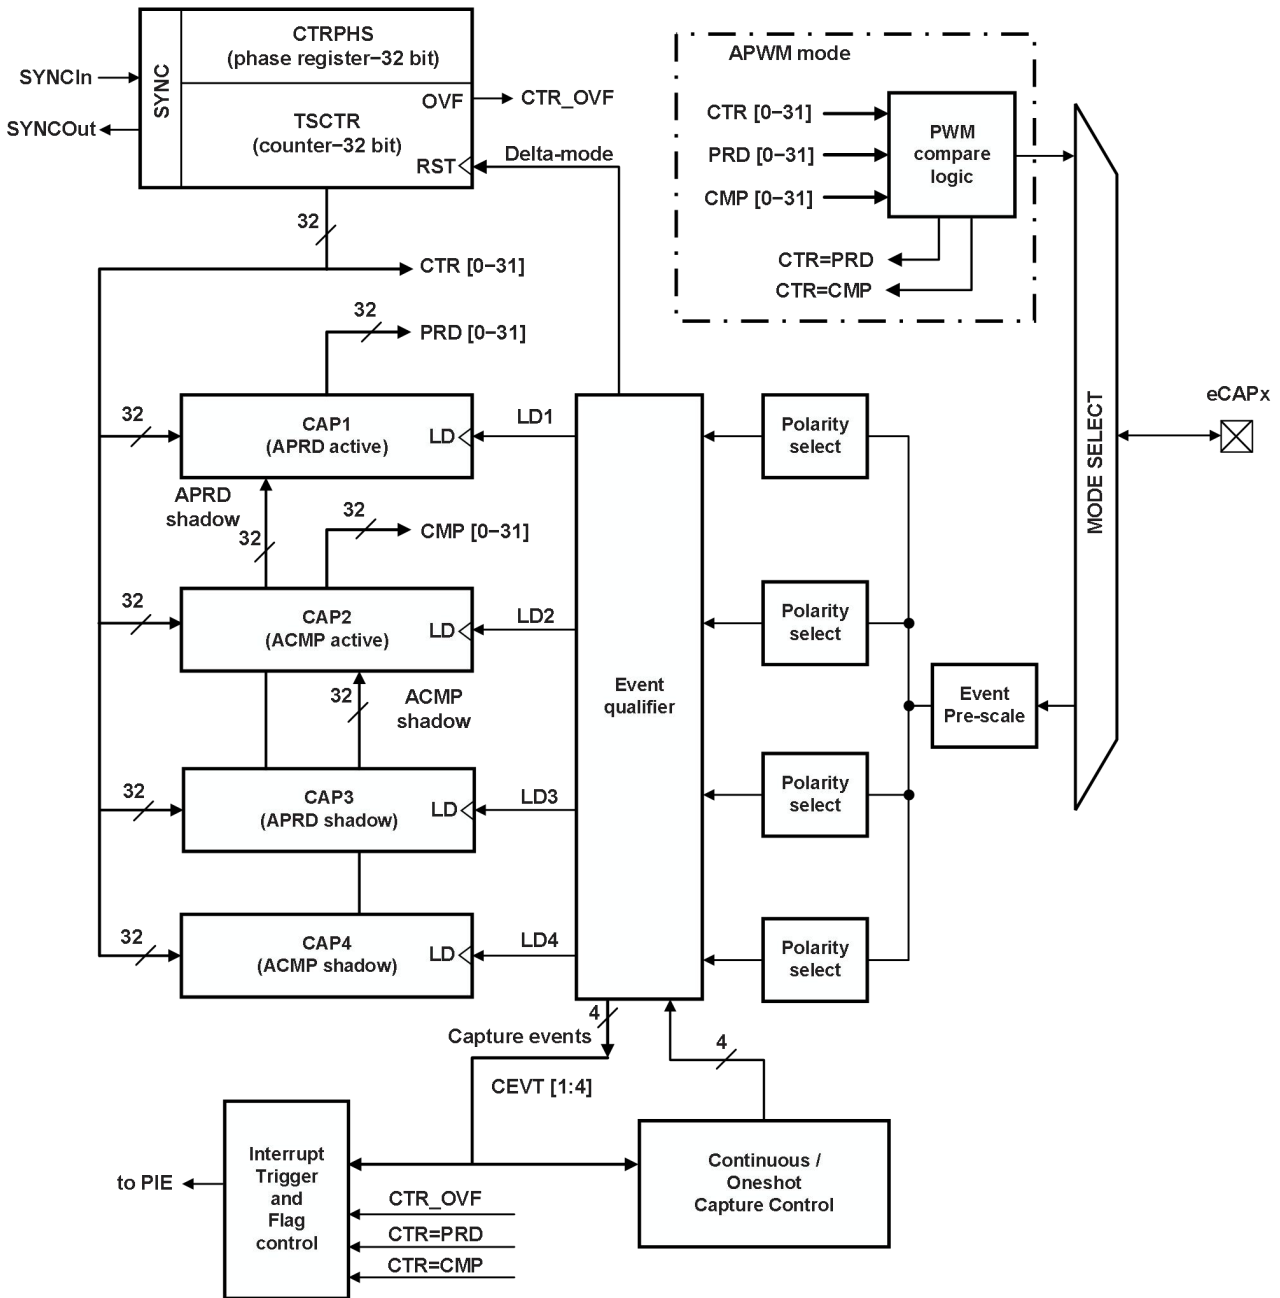 CTRPHS
(phase register−32 bit)
SYNC
SYNCIn
SYNCOut
OVF
CTR_OVF
TSCTR
(counter−32 bit)
RST
Delta-mode
32
CTR [0−31]
32
PRD [0−31]
APWM mode
CTR [0−31]
PRD [0−31]
CMP [0−31]
PWM
compare
logic
CTR=PRD
CTR=CMP
MODE SELECT
eCAPx
32
CAP1
(APRD active)
LD
LD1
Polarity
select
APRD
shadow
32
32
CMP [0−31]
32
CAP2
(ACMP active)
LD
LD2
Polarity
select
32
ACMP
shadow
Event
qualifier
Event
Pre-scale
32
CAP3
(APRD shadow)
LD
LD3
Polarity
select
32
CAP4
(ACMP shadow)
LD
LD4
Polarity
select
4
Capture events
CEVT [1:4]
4
Interrupt
Trigger
and
Flag
control
to PIE
CTR_OVF
CTR=PRD
CTR=CMP
Continuous /
Oneshot
Capture Control